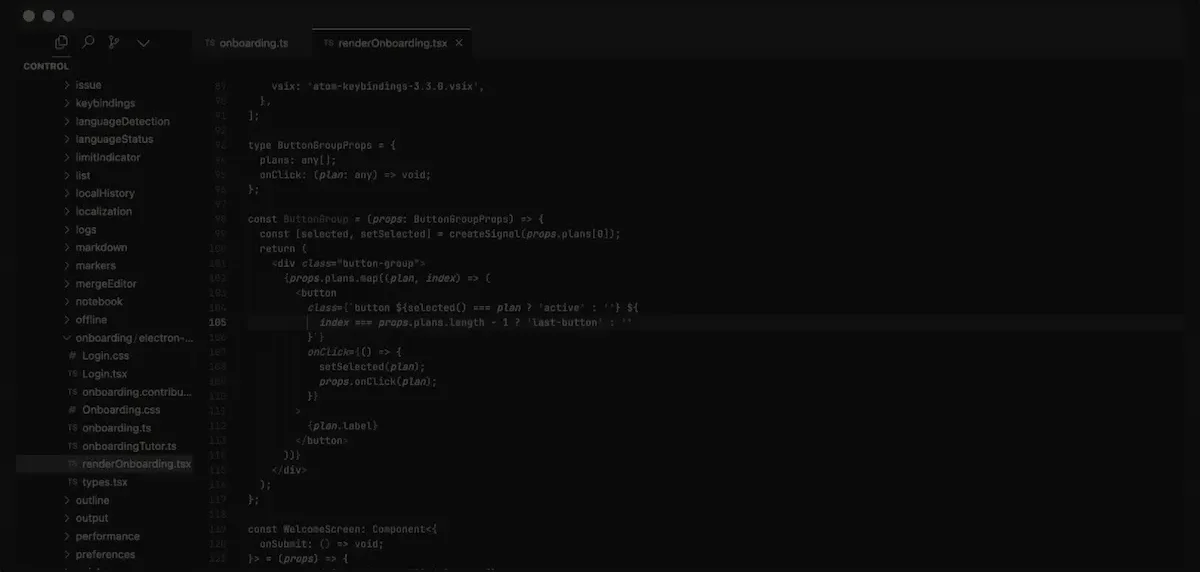 onboarding.ts
renderOnboarding.tsx
CONTROL
issue
keybindings
languageDetection
languageStatus
limitIndicator
list
localHistory
localization
logs
markdown
markers
mergeEditor
notebook
offline
onboarding/electron-...
# Login.css
TS Login.tsx
TS onboarding.contribu...
# Onboarding.css
TS onboarding.ts
TS onboardingTutor.ts
TS renderOnboarding.tsx
TS types.tsx
outline
output
performance
preferences
89 vsix: 'atom-keybindings-3.3.0.vsix',
90 },
91 ];
92
93 type ButtonGroupProps = {
94 plans: any[];
95 onClick: (plan: any) => void;
96 };
97
98 const ButtonGroup = (props: ButtonGroupProps) => {
99 const [selected, setSelected] = createSignal(props.plans[0]);
100 return (
101 <div class="button-group">
102 {props.plans.map((plan, index) => (
103 <button
104 class={`button ${selected() === plan ? 'active' : ''} ${
105 index === props.plans.length - 1 ? 'last-button' : ''
106 }`}
107 onClick={() => {
108 setSelected(plan);
109 props.onClick(plan);
110 }}
111 >
112 {plan.label}
113 </button>
114 ))}
115 </div>
116 );
117 };
118
119 const WelcomeScreen: Component<{
120 onSubmit: () => void;
121 }> = (props) => {